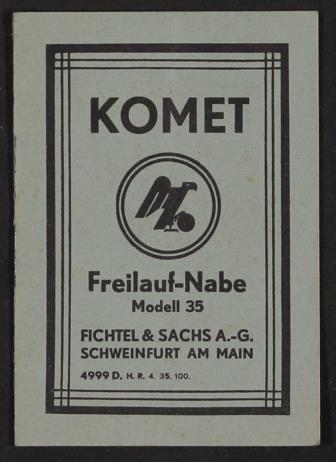 KOMET
Freilauf-Nabe
Modell 35
FICHTEL & SACHS A.-G.
SCHWEINFURT AM MAIN
4999 D. H. R. 4. 35. 100.